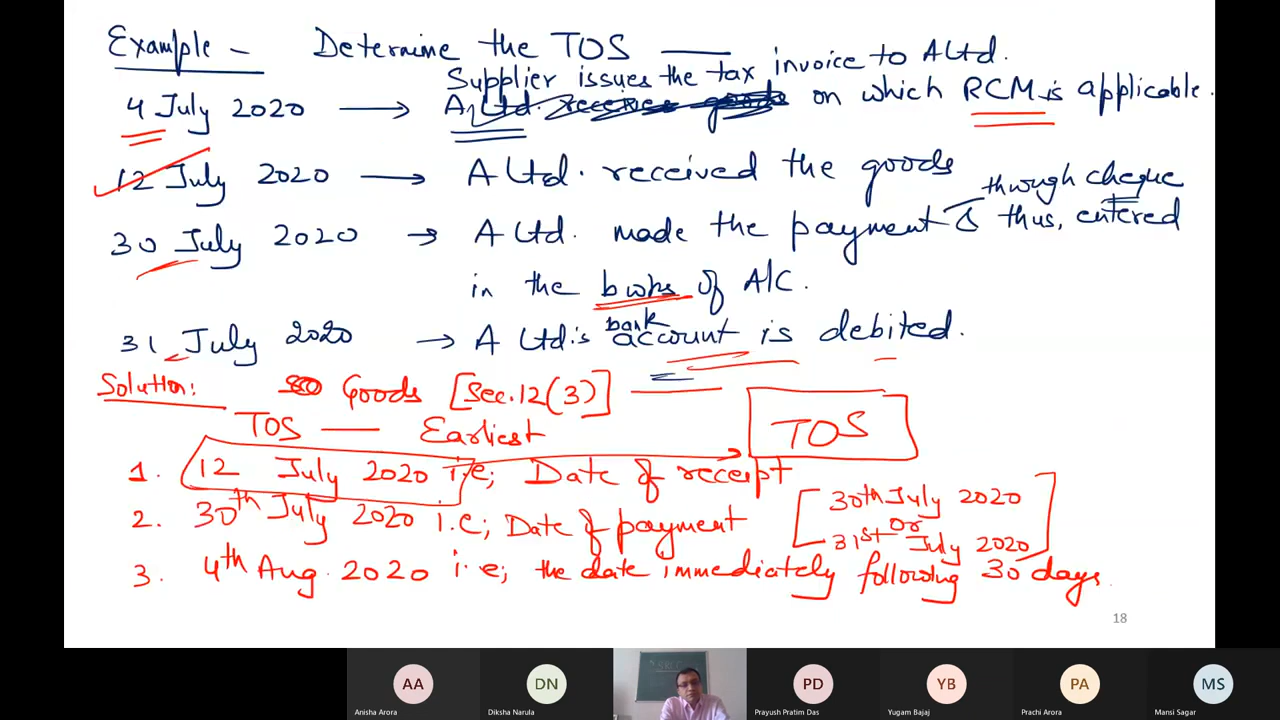 Example - Determine the TOS
Supplier issues the tax invoice to A Ltd.
4 July 2020 → A Ltd. receives goods on which RCM is applicable.
12 July 2020 → A Ltd. received the goods
30 July 2020 → A Ltd. made the payment & thus, entered
through cheque
in the books of A/C.
31 July 2020 → A Ltd.'s bank account is debited.
Solution: Goods [Sec.12(3)]
TOS — Earliest
TOS
1. 12 July 2020 i.e; Date of receipt
2. 30th July 2020 i.e; Date of payment [30th July 2020
or
31st July 2020]
3. 4th Aug. 2020 i.e; the date immediately following 30 days.
18
AA DN PD YB PA MS
Anisha Arora Diksha Narula Prayush Pratim Das Yugam Bajaj Prachi Arora Mansi Sagar